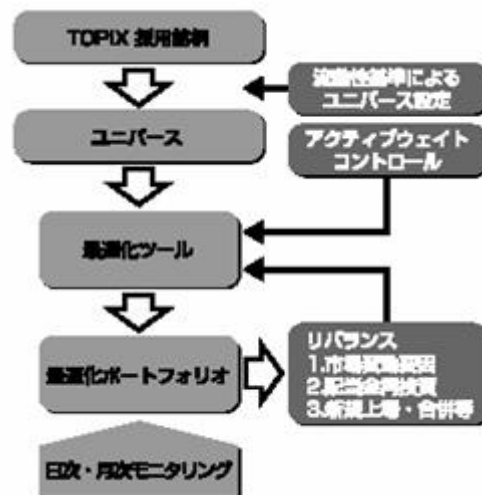 TOPIX 採用銘柄
流動性基準による
ユニバース設定
ユニバース
アクティブウェイト
コントロール
最適化ツール
最適化ポートフォリオ
リバランス
1.市場変動要因
2.配当金再投資
3.新規上場・合併等
日次・月次モニタリング